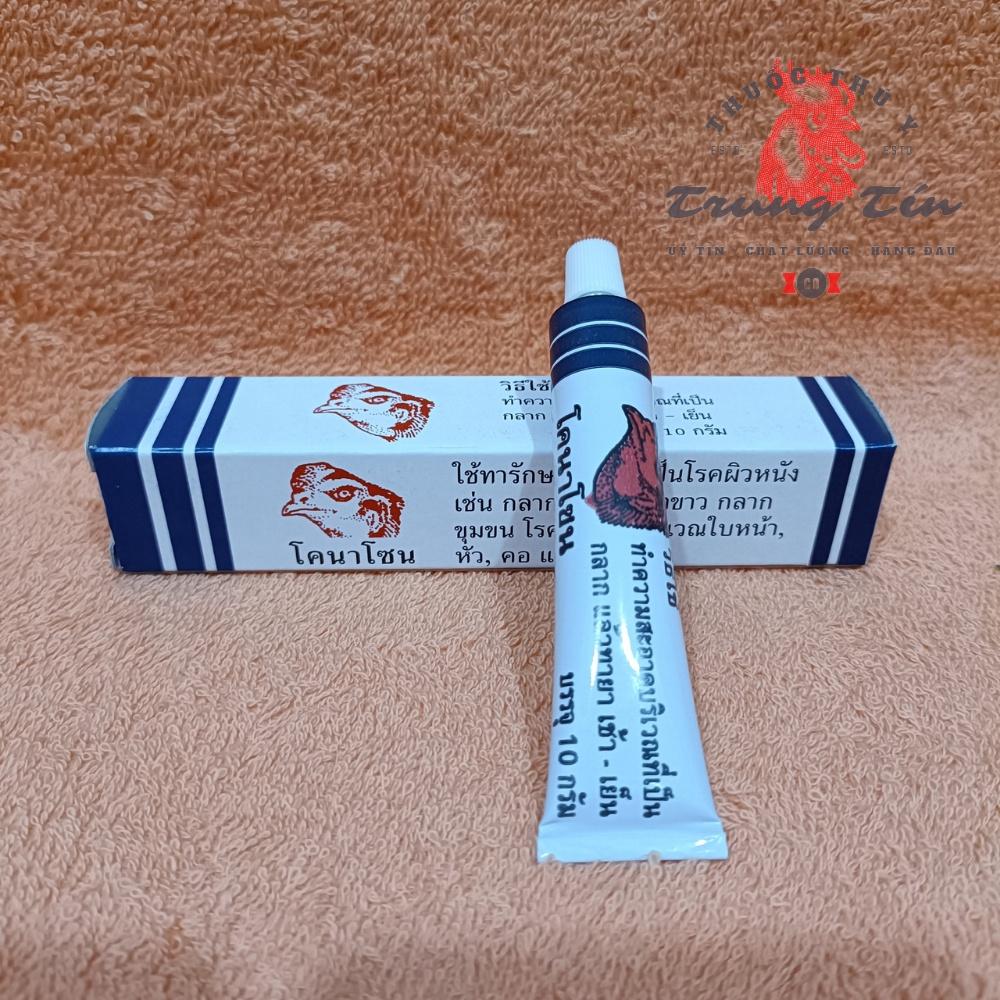 THUỐC THÚ Y
ESTD ESTD
Trung Tín
UY TÍN - CHẤT LƯỢNG - HÀNG ĐẦU
วิธีใช้
ทำควา ณที่เป็น
กลาก - เย็น
10 กรัม
โคนาโซน
ใช้ทารักษ ป็นโรคผิวหนัง
เช่น กลาก ขาว กลาก
ขุมขน โรค เวณใบหน้า,
หัว, คอ แ
โคนาโซน
วิธีใช้
ทำความสะอาดบริเวณที่เป็น
กลาก แล้วทายา เช้า - เย็น
บรรจุ 10 กรัม